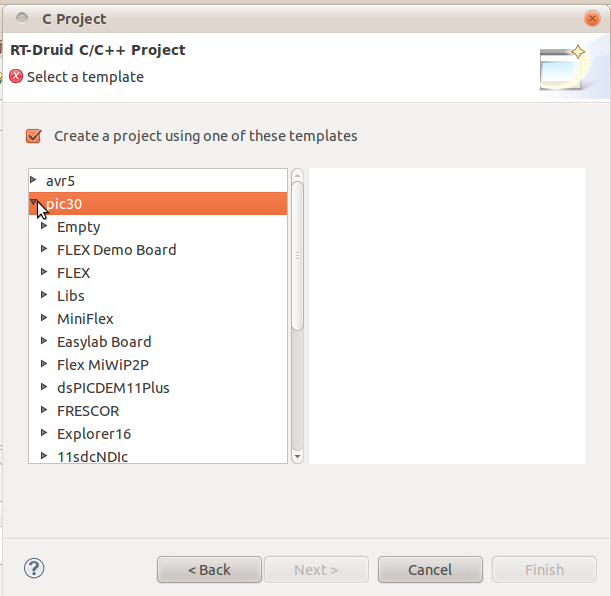 C Project
RT-Druid C/C++ Project
Select a template
Create a project using one of these templates
avr5
pic30
Empty
FLEX Demo Board
FLEX
Libs
MiniFlex
Easylab Board
Flex MiWiP2P
dsPICDEM11Plus
FRESCOR
Explorer16
11sdcNDIc
?
< Back
Next >
Cancel
Finish